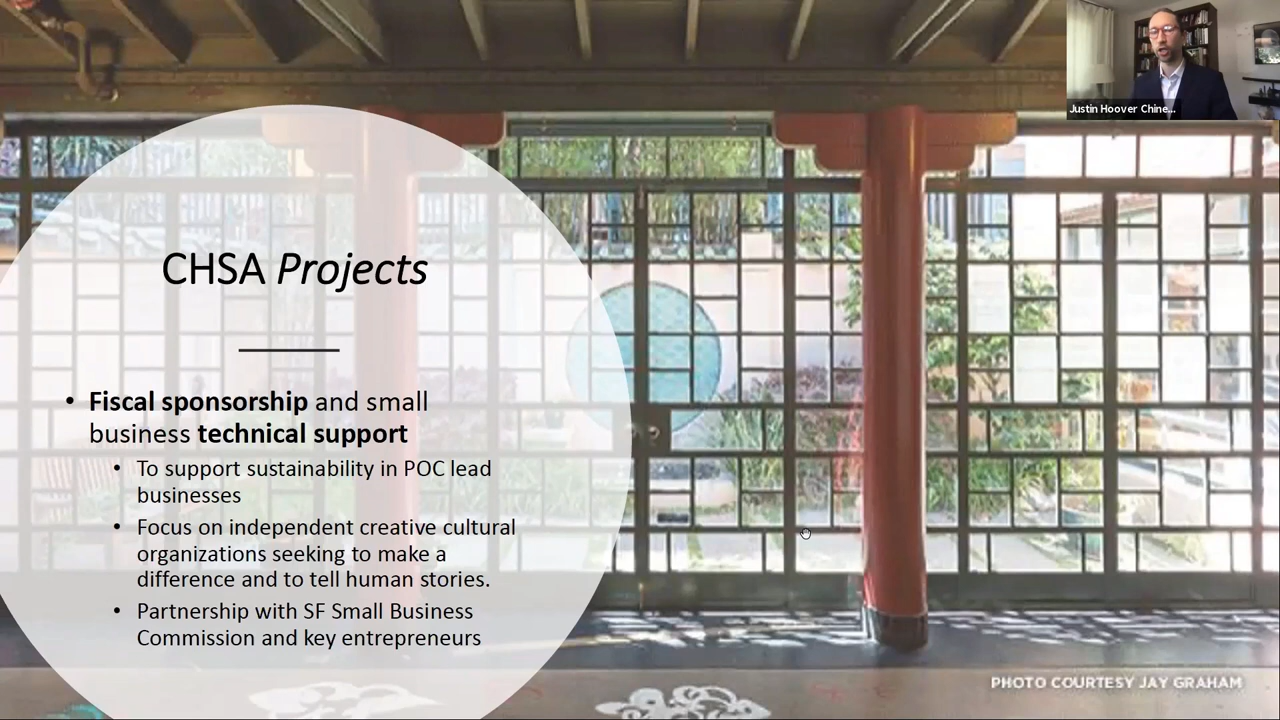 Justin Hoover Chine...
CHSA Projects
• Fiscal sponsorship and small
business technical support
• To support sustainability in POC lead
businesses
• Focus on independent creative cultural
organizations seeking to make a
difference and to tell human stories.
• Partnership with SF Small Business
Commission and key entrepreneurs
PHOTO COURTESY JAY GRAHAM